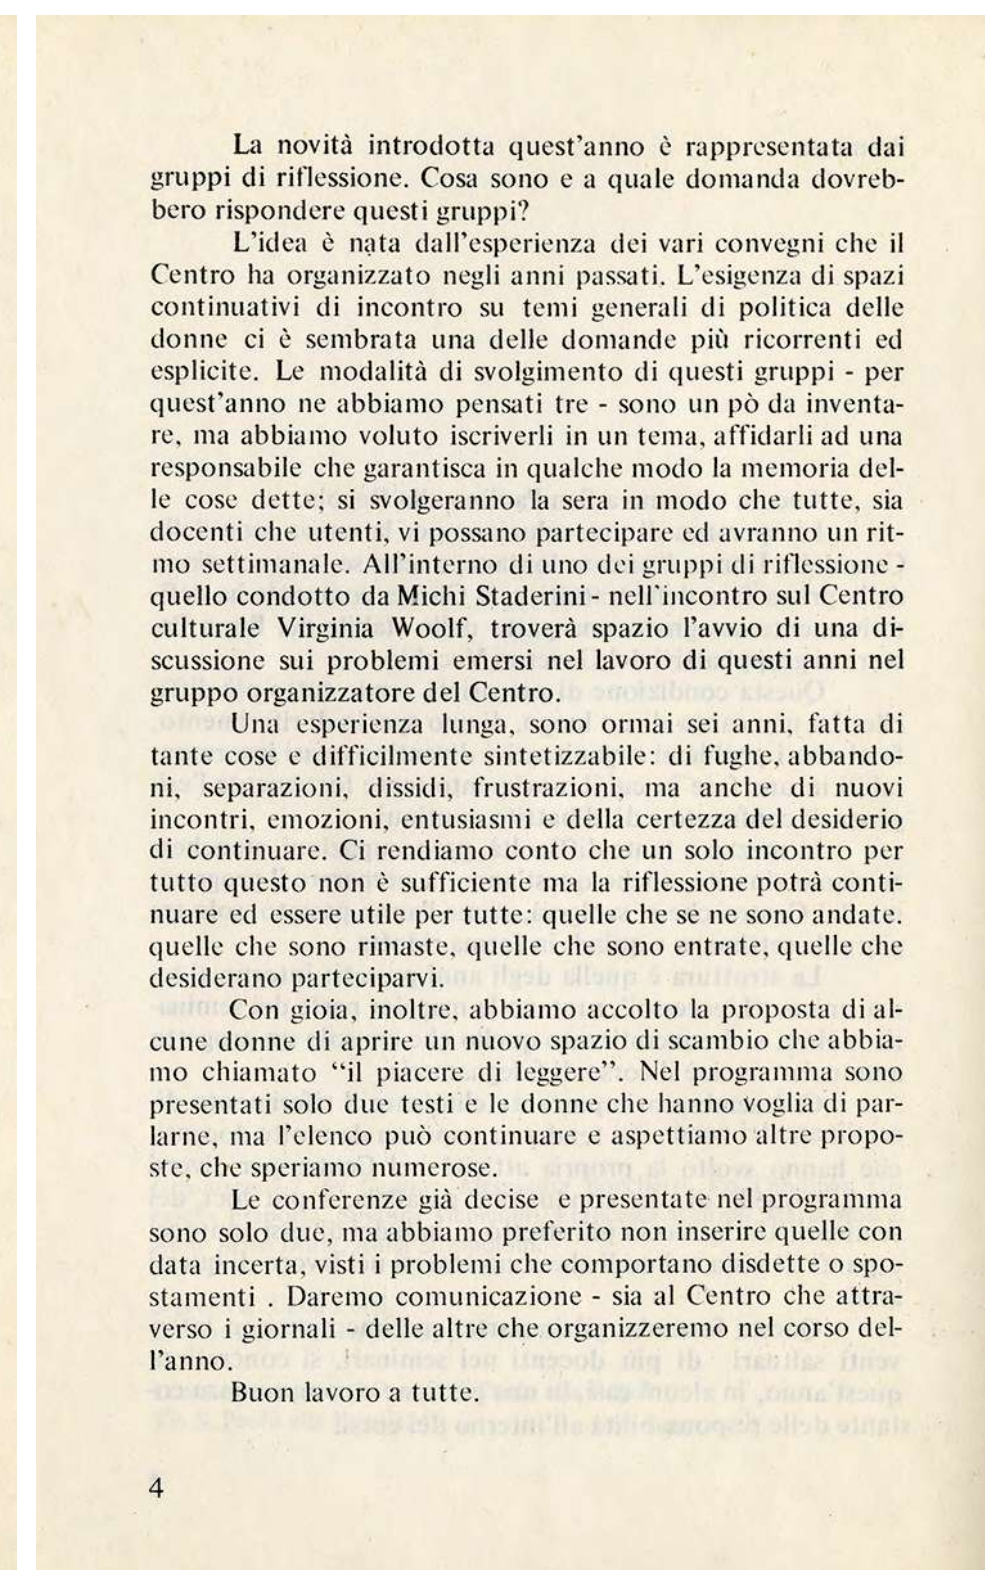 La novità introdotta quest'anno è rappresentata dai
gruppi di riflessione. Cosa sono e a quale domanda dovreb-
bero rispondere questi gruppi?
L'idea è nata dall'esperienza dei vari convegni che il
Centro ha organizzato negli anni passati. L'esigenza di spazi
continuativi di incontro su temi generali di politica delle
donne ci è sembrata una delle domande più ricorrenti ed
esplicite. Le modalità di svolgimento di questi gruppi - per
quest'anno ne abbiamo pensati tre - sono un pò da inventa-
re, ma abbiamo voluto iscriverli in un tema, affidarli ad una
responsabile che garantisca in qualche modo la memoria del-
le cose dette; si svolgeranno la sera in modo che tutte, sia
docenti che utenti, vi possano partecipare ed avranno un rit-
mo settimanale. All'interno di uno dei gruppi di riflessione -
quello condotto da Michi Staderini - nell'incontro sul Centro
culturale Virginia Woolf, troverà spazio l'avvio di una di-
scussione sui problemi emersi nel lavoro di questi anni nel
gruppo organizzatore del Centro.
Una esperienza lunga, sono ormai sei anni, fatta di
tante cose e difficilmente sintetizzabile: di fughe, abbando-
ni, separazioni, dissidi, frustrazioni, ma anche di nuovi
incontri, emozioni, entusiasmi e della certezza del desiderio
di continuare. Ci rendiamo conto che un solo incontro per
tutto questo non è sufficiente ma la riflessione potrà conti-
nuare ed essere utile per tutte: quelle che se ne sono andate.
quelle che sono rimaste, quelle che sono entrate, quelle che
desiderano parteciparvi.
Con gioia, inoltre, abbiamo accolto la proposta di al-
cune donne di aprire un nuovo spazio di scambio che abbia-
mo chiamato “il piacere di leggere”. Nel programma sono
presentati solo due testi e le donne che hanno voglia di par-
larne, ma l'elenco può continuare e aspettiamo altre propo-
ste, che speriamo numerose.
Le conferenze già decise e presentate nel programma
sono solo due, ma abbiamo preferito non inserire quelle con
data incerta, visti i problemi che comportano disdette o spo-
stamenti . Daremo comunicazione - sia al Centro che attra-
verso i giornali - delle altre che organizzeremo nel corso del-
l'anno.
Buon lavoro a tutte.
4